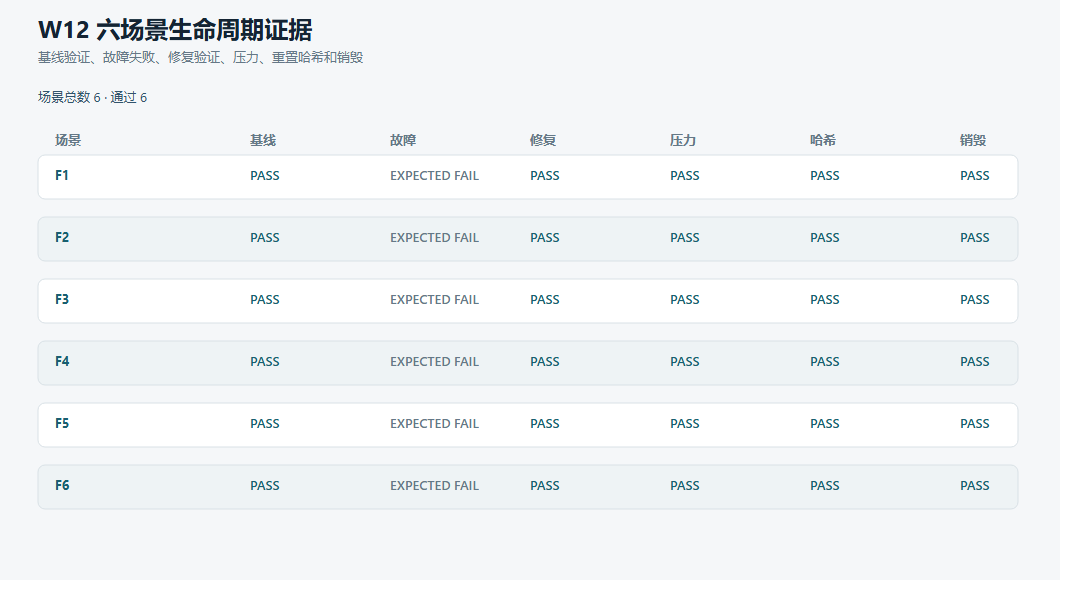 W12 六场景生命周期证据
基线验证、故障失败、修复验证、压力、重置哈希和销毁
场景总数 6 · 通过 6
场景 基线 故障 修复 压力 哈希 销毁
F1 PASS EXPECTED FAIL PASS PASS PASS PASS
F2 PASS EXPECTED FAIL PASS PASS PASS PASS
F3 PASS EXPECTED FAIL PASS PASS PASS PASS
F4 PASS EXPECTED FAIL PASS PASS PASS PASS
F5 PASS EXPECTED FAIL PASS PASS PASS PASS
F6 PASS EXPECTED FAIL PASS PASS PASS PASS